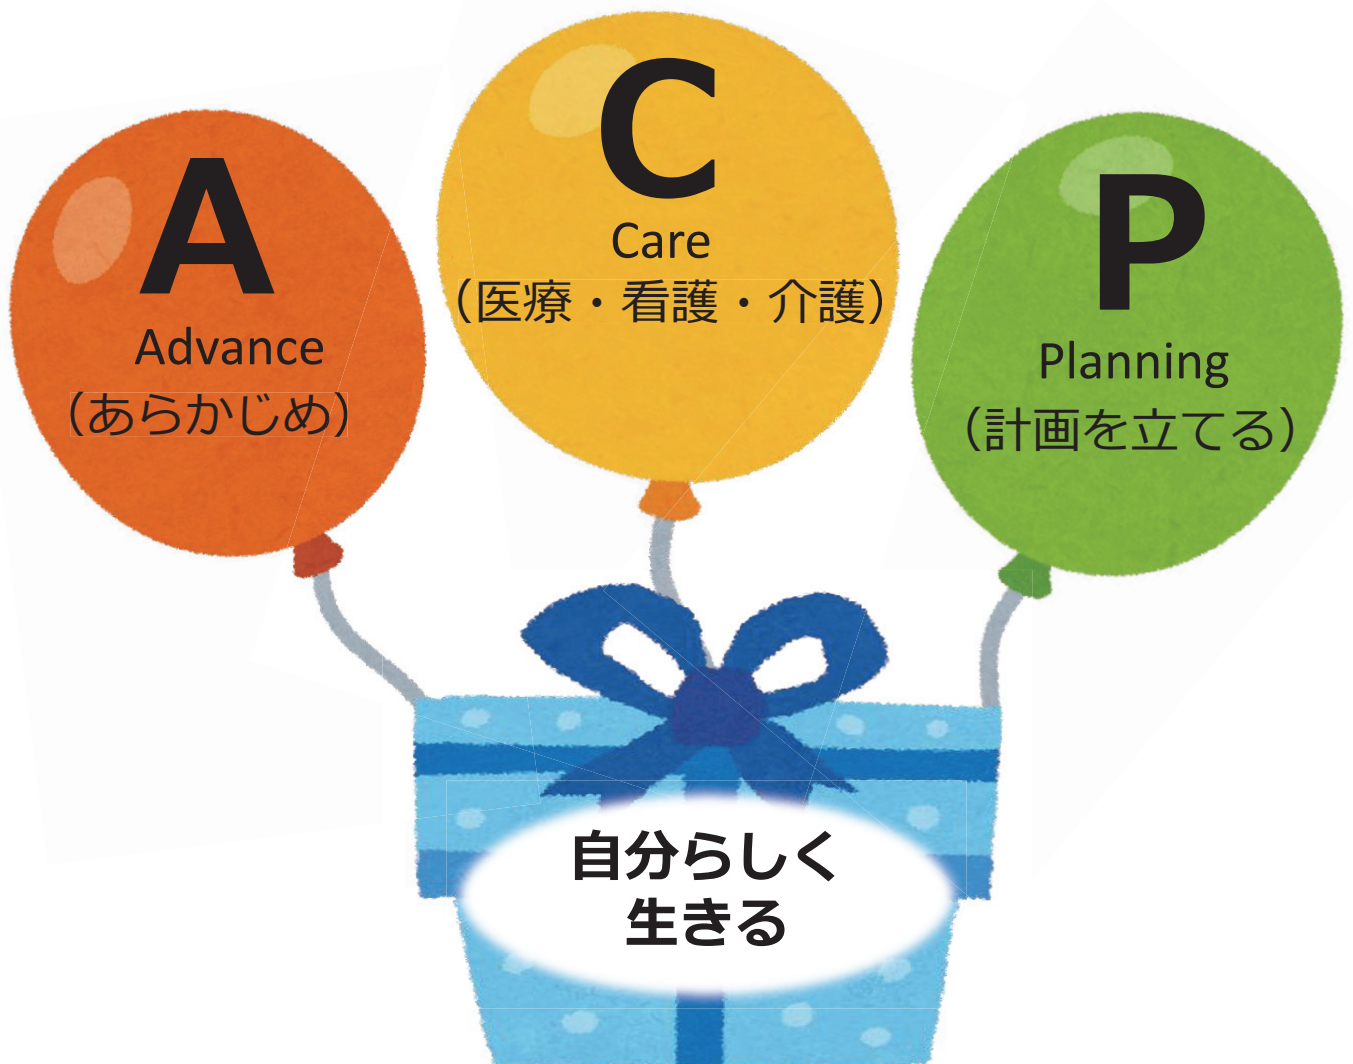 A
Advance
（あらかじめ）
C
Care
（医療・看護・介護）
P
Planning
（計画を立てる）
自分らしく
生きる